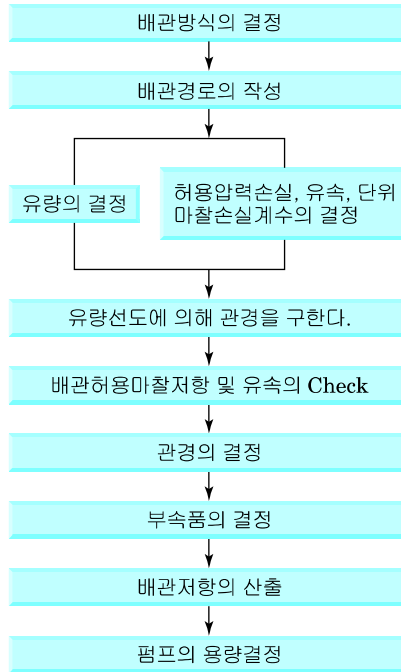 배관방식의 결정
배관경로의 작성
유량의 결정
허용압력손실, 유속, 단위
마찰손실계수의 결정
유량선도에 의해 관경을 구한다.
배관허용마찰저항 및 유속의 Check
관경의 결정
부속품의 결정
배관저항의 산출
펌프의 용량결정